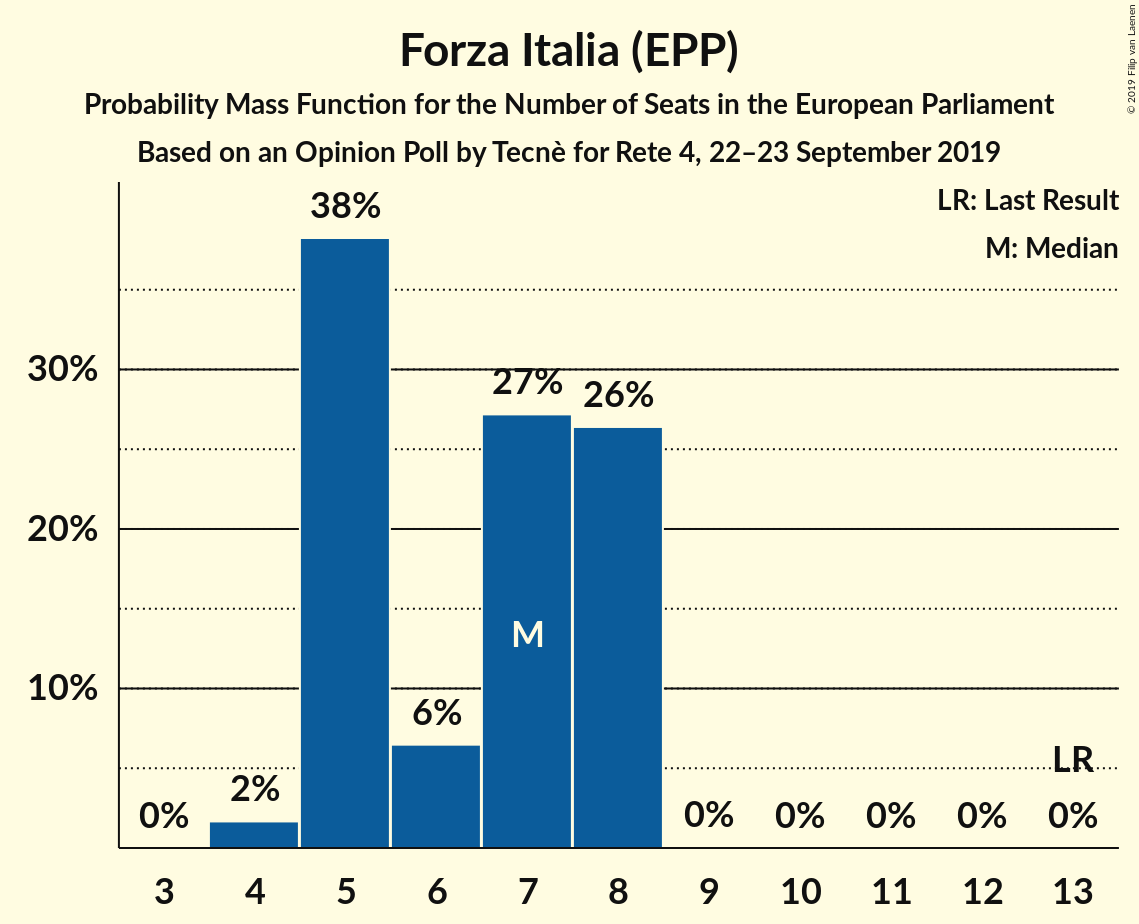 Forza Italia (EPP)
Probability Mass Function for the Number of Seats in the European Parliament
Based on an Opinion Poll by Tecnè for Rete 4, 22–23 September 2019
© 2019 Filip van Laenen
LR: Last Result
M: Median
38%
30%
27%
26%
20%
M
10%
6%
LR
2%
0%
0%
0%
0%
0%
0%
3 4 5 6 7 8 9 10 11 12 13